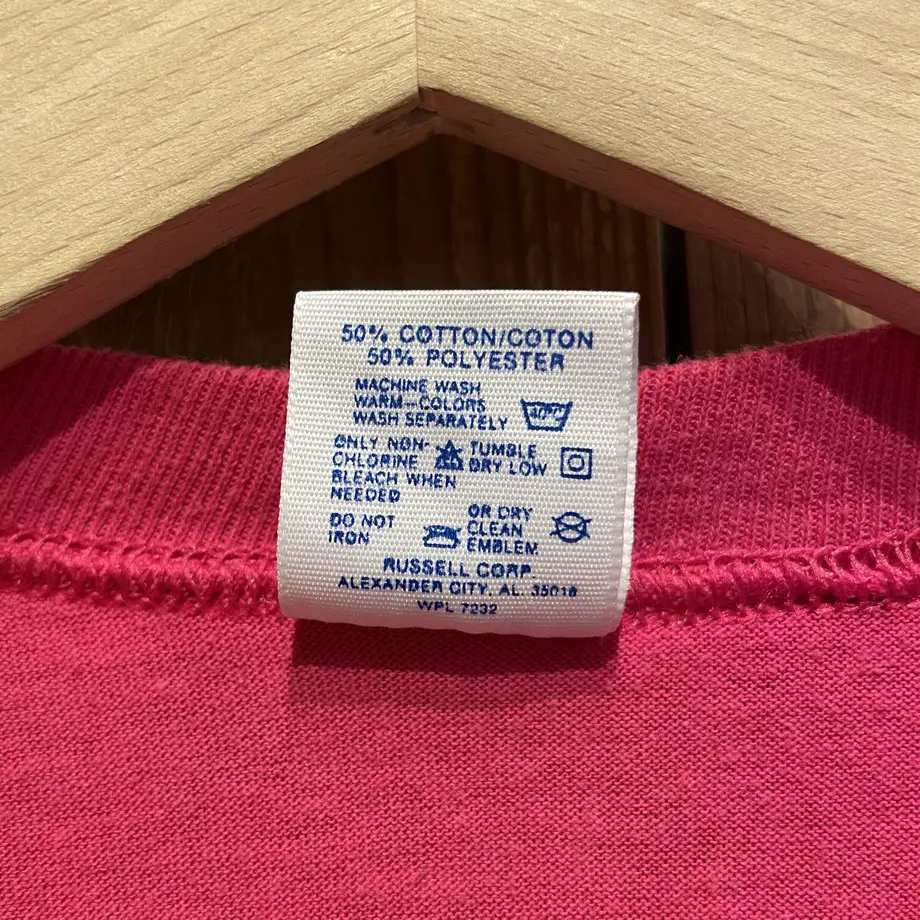 50% COTTON/COTON
50% POLYESTER
MACHINE WASH
WARM-COLORS
WASH SEPARATELY
40°C
ONLY NON-
CHLORINE
BLEACH WHEN
NEEDED
TUMBLE
DRY LOW
DO NOT
IRON
OR DRY
CLEAN
EMBLEM
RUSSELL CORP.
ALEXANDER CITY, AL. 35010
WPL 7232